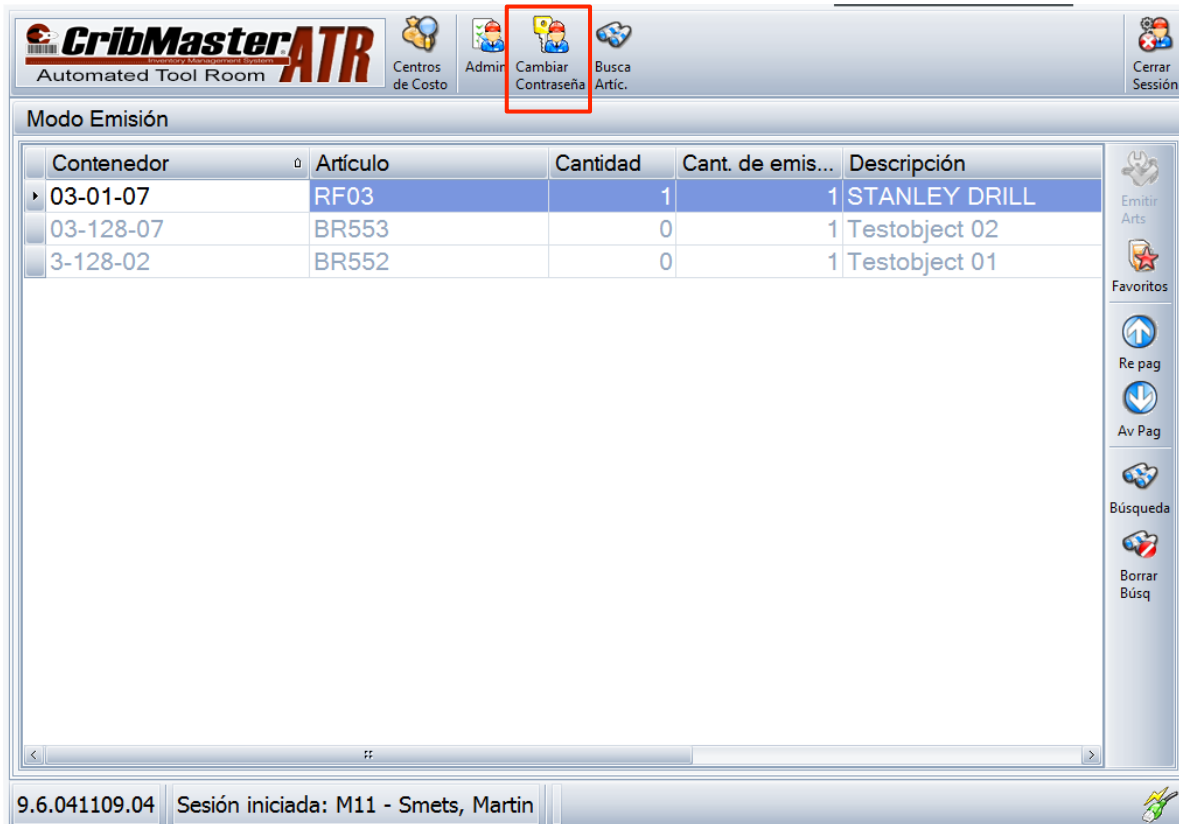 CribMaster ATR
Inventory Management System
Automated Tool Room
Centros
de Costo
Admin
Cambiar
Contraseña
Busca
Artíc.
Cerrar
Sessión
Modo Emisión
Contenedor Artículo Cantidad Cant. de emis... Descripción
03-01-07 RF03 1 1 STANLEY DRILL
03-128-07 BR553 0 1 Testobject 02
3-128-02 BR552 0 1 Testobject 01
Emitir
Arts
Favoritos
Re pag
Av Pag
Búsqueda
Borrar
Búsq
9.6.041109.04 Sesión iniciada: M11 - Smets, Martin